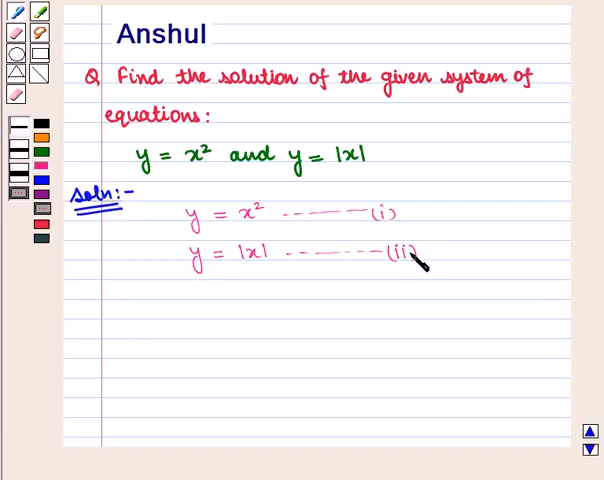 Anshul
Q Find the solution of the given system of
equations:
y = x² and y = |x|
Soln:-
y = x² -------- (i)
y = |x| --------- (ii)